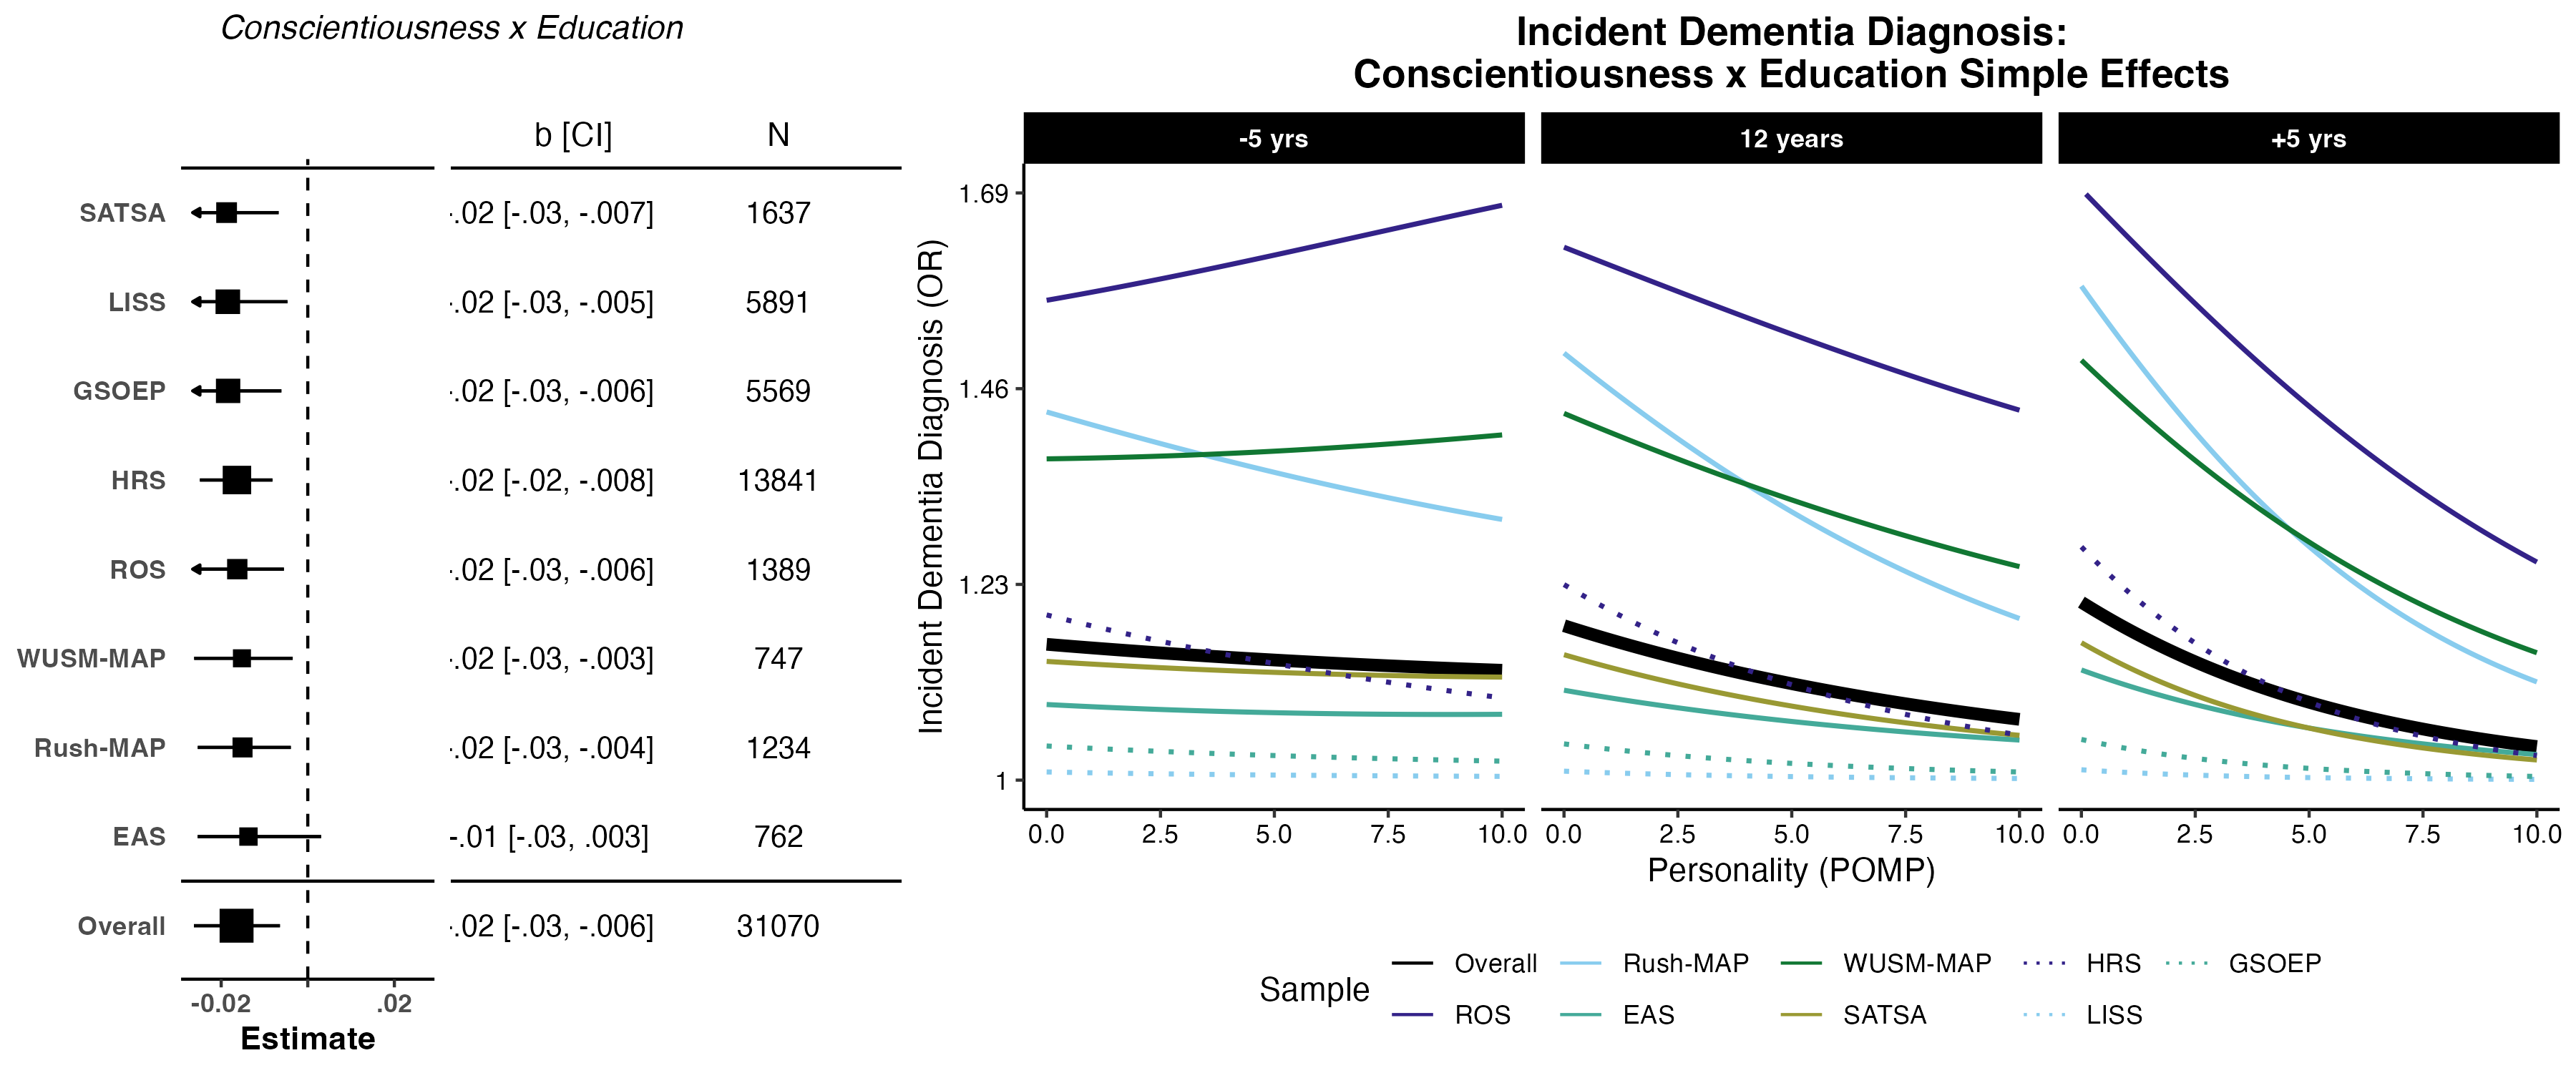 Conscientiousness x Education
b [CI] N
SATSA -.02 [-.03, -.007] 1637
LISS -.02 [-.03, -.005] 5891
GSOEP -.02 [-.03, -.006] 5569
HRS -.02 [-.02, -.008] 13841
ROS -.02 [-.03, -.006] 1389
WUSM-MAP -.02 [-.03, -.003] 747
Rush-MAP -.02 [-.03, -.004] 1234
EAS -.01 [-.03, .003] 762
Overall -.02 [-.03, -.006] 31070
-0.02 .02
Estimate
Incident Dementia Diagnosis:
Conscientiousness x Education Simple Effects
-5 yrs 12 years +5 yrs
Incident Dementia Diagnosis (OR)
1.69
1.46
1.23
1
0.0 2.5 5.0 7.5 10.0 0.0 2.5 5.0 7.5 10.0 0.0 2.5 5.0 7.5 10.0
Personality (POMP)
Sample
Overall Rush-MAP WUSM-MAP HRS GSOEP
ROS EAS SATSA LISS